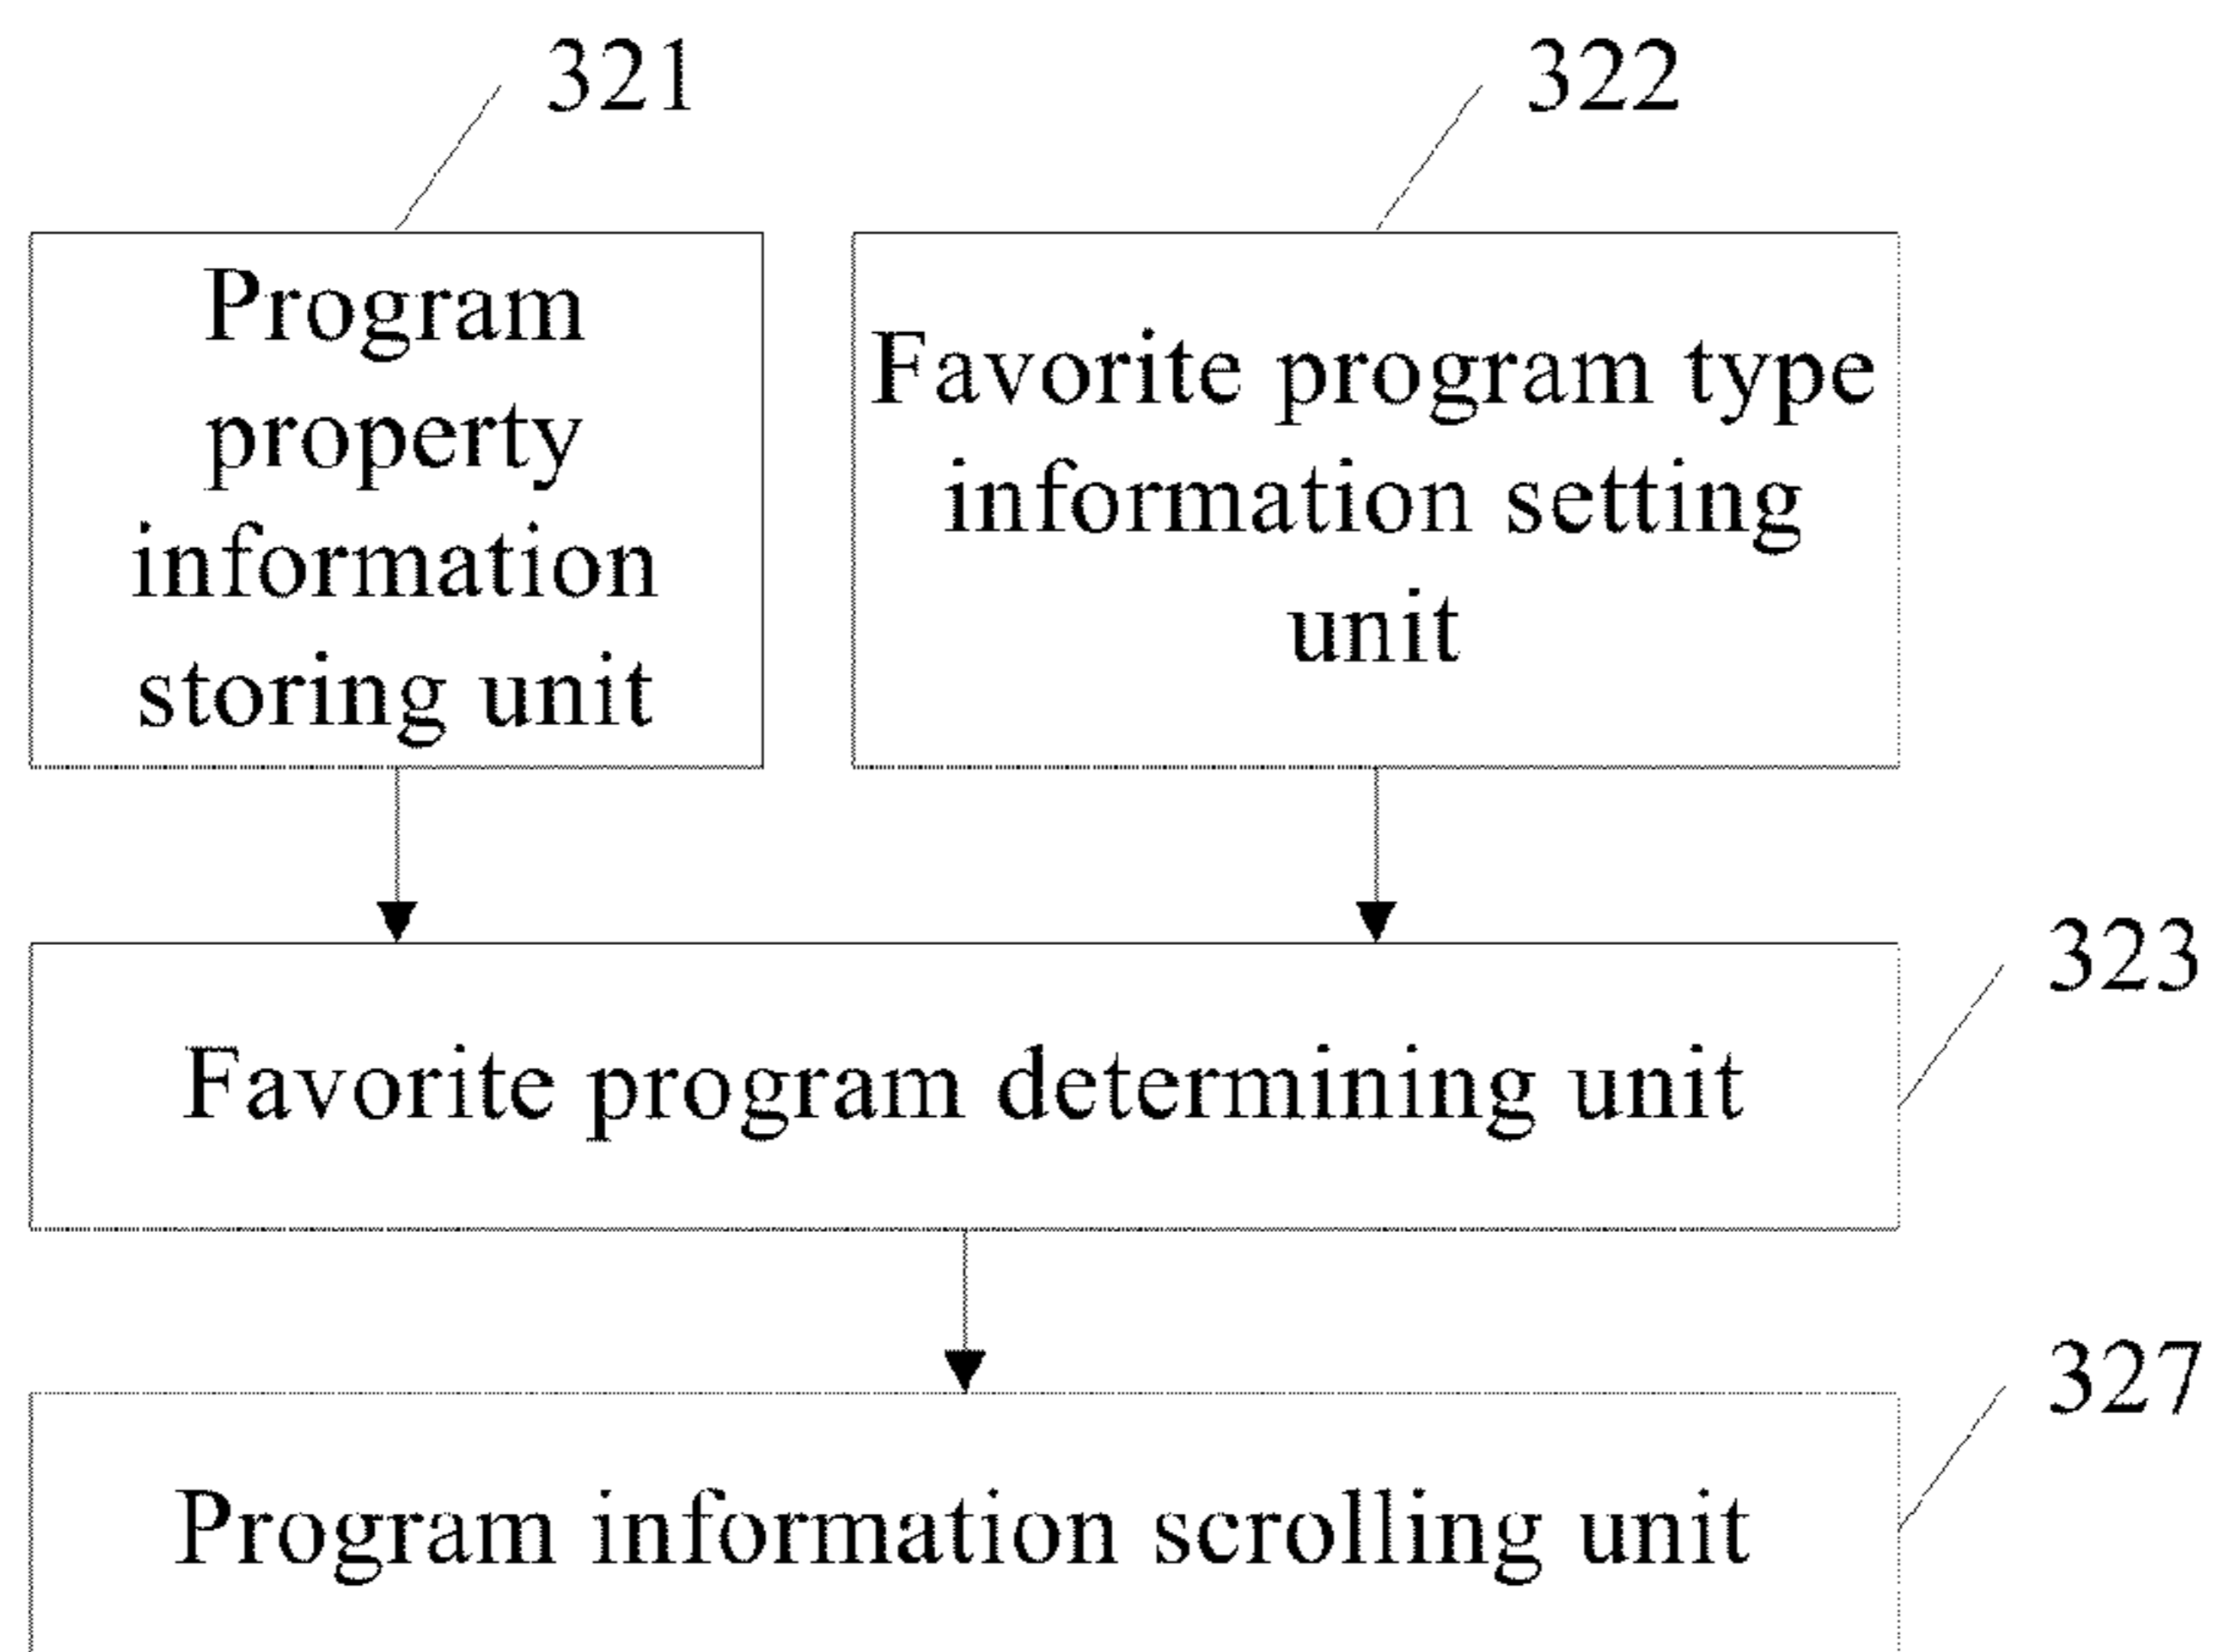 321
322
Program
property
information
storing unit
Favorite program type
information setting
unit
323
Favorite program determining unit
327
Program information scrolling unit